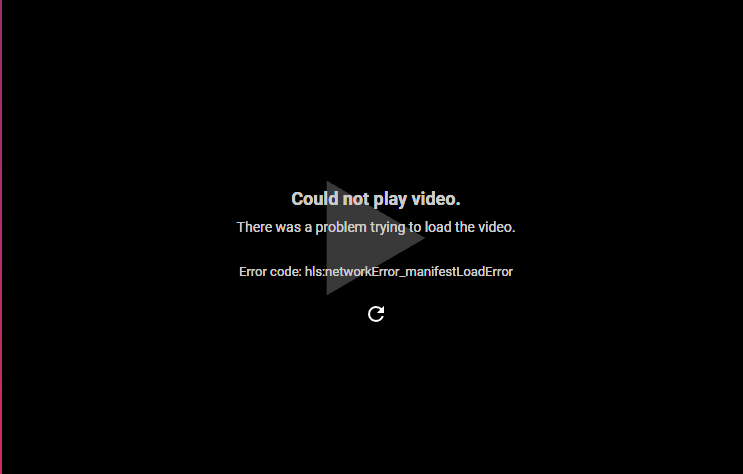 Could not play video.
There was a problem trying to load the video.
Error code: hls:networkError_manifestLoadError